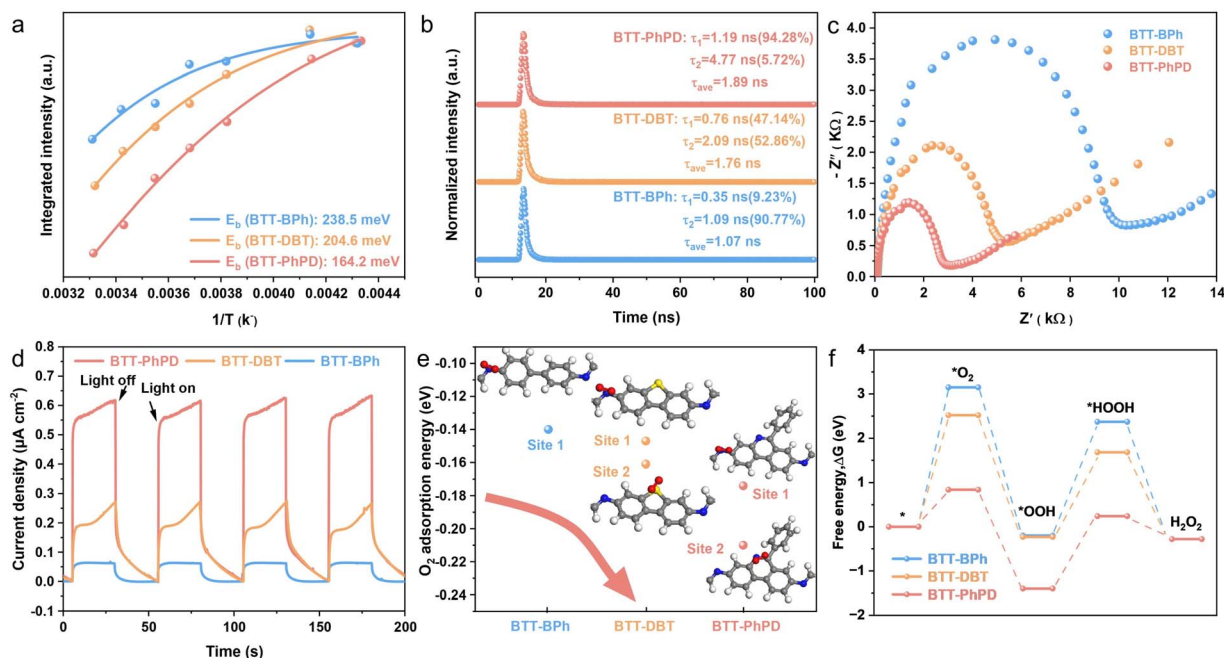 a
Integrated intensity (a.u.)
E_b (BTT-BPh): 238.5 meV
E_b (BTT-DBT): 204.6 meV
E_b (BTT-PhPD): 164.2 meV
0.0032 0.0034 0.0036 0.0038 0.0040 0.0042 0.0044
1/T (k⁻)
b
Normalized intensity (a.u.)
BTT-PhPD: τ₁=1.19 ns(94.28%)
τ₂=4.77 ns(5.72%)
τ_ave=1.89 ns
BTT-DBT: τ₁=0.76 ns(47.14%)
τ₂=2.09 ns(52.86%)
τ_ave=1.76 ns
BTT-BPh: τ₁=0.35 ns(9.23%)
τ₂=1.09 ns(90.77%)
τ_ave=1.07 ns
0 20 40 60 80 100
Time (ns)
c
- Z″( KΩ )
4.0
3.5
3.0
2.5
2.0
1.5
1.0
0.5
0.0
BTT-BPh
BTT-DBT
BTT-PhPD
0 2 4 6 8 10 12 14
Z′( kΩ )
d
Current density (μA cm⁻²)
0.8
0.7
0.6
0.5
0.4
0.3
0.2
0.1
0.0
-0.1
BTT-PhPD BTT-DBT BTT-BPh
Light off
Light on
0 50 100 150 200
Time (s)
e
O₂ adsorption energy (eV)
-0.10
-0.12
-0.14
-0.16
-0.18
-0.20
-0.22
-0.24
Site 1
Site 1
Site 2
Site 1
Site 2
BTT-BPh BTT-DBT BTT-PhPD
f
Free energy,ΔG (eV)
4
3
2
1
0
−1
−2
*
*O₂
*OOH
*HOOH
H₂O₂
BTT-BPh
BTT-DBT
BTT-PhPD